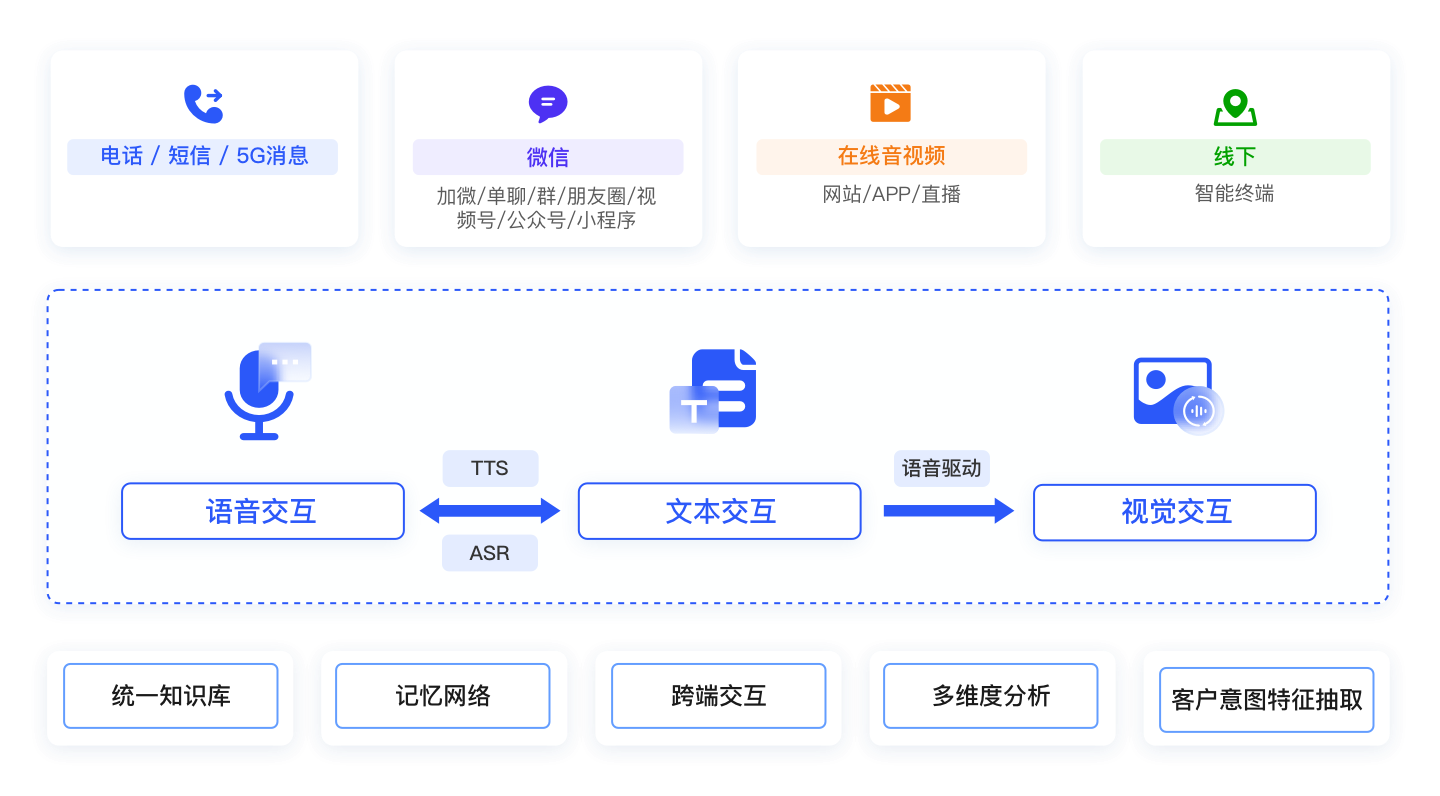 电话 / 短信 / 5G消息
微信
加微/单聊/群/朋友圈/视
频号/公众号/小程序
在线音视频
网站/APP/直播
线下
智能终端
T
语音交互
TTS
ASR
文本交互
语音驱动
视觉交互
统一知识库
记忆网络
跨端交互
多维度分析
客户意图特征抽取